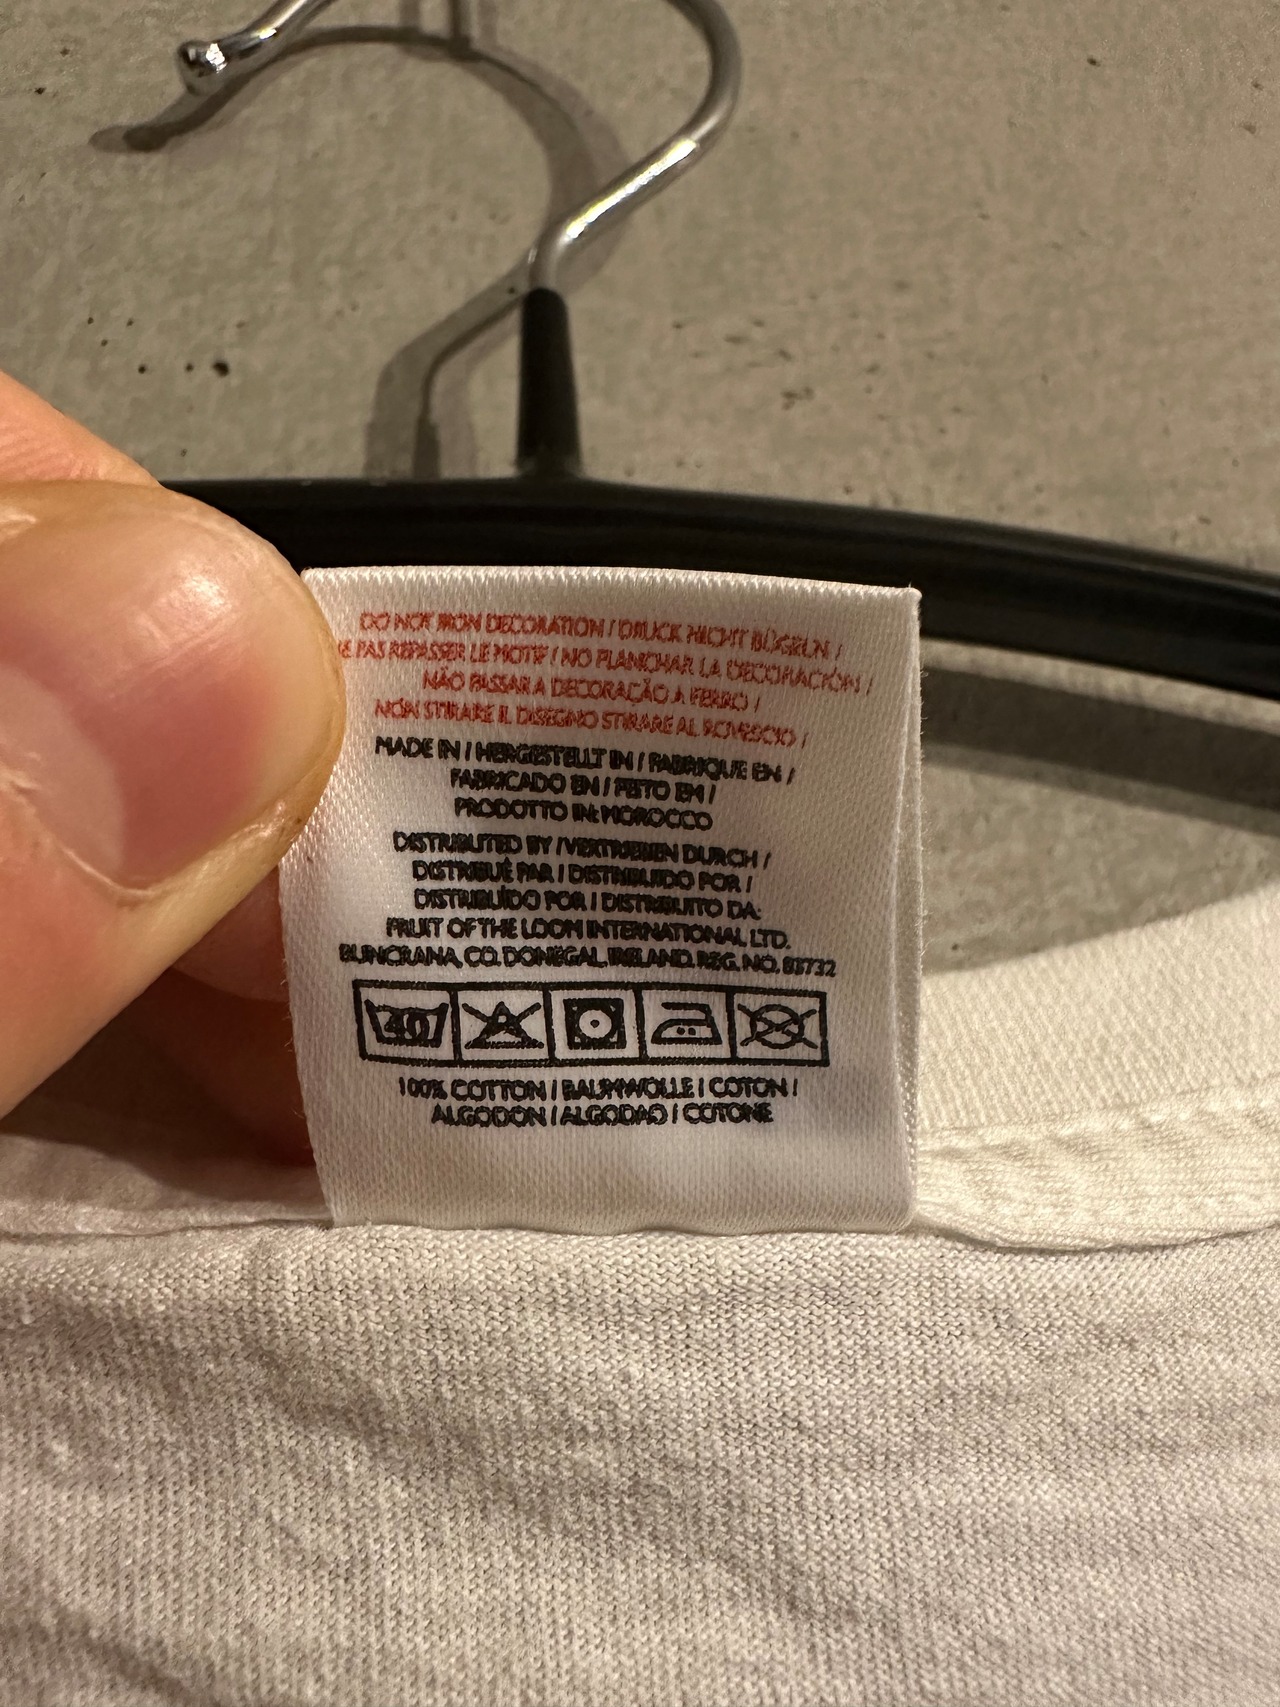 DO NOT IRON DECORATION / DRUCK NICHT BÜGELN /
E PAS REPASSER LE MOTIF / NO PLANCHAR LA DECORACIÓN /
NÃO PASSAR A DECORAÇÃO A FERRO /
NON STIRARE IL DISEGNO STIRARE AL ROVESCIO /
MADE IN / HERGESTELLT IN / FABRIQUE EN /
FABRICADO EN / FEITO EM /
PRODOTTO IN: MOROCCO
DISTRIBUTED BY /VERTRIEBEN DURCH /
DISTRIBUÉ PAR / DISTRIBUIDO POR /
DISTRIBUÍDO POR / DISTRIBUITO DA:
FRUIT OF THE LOOM INTERNATIONAL LTD.
BUNCRANA, CO. DONEGAL, IRELAND. REG. NO. 83732
40
100% COTTON / BAUMWOLLE / COTON /
ALGODON / ALGODAO / COTONE